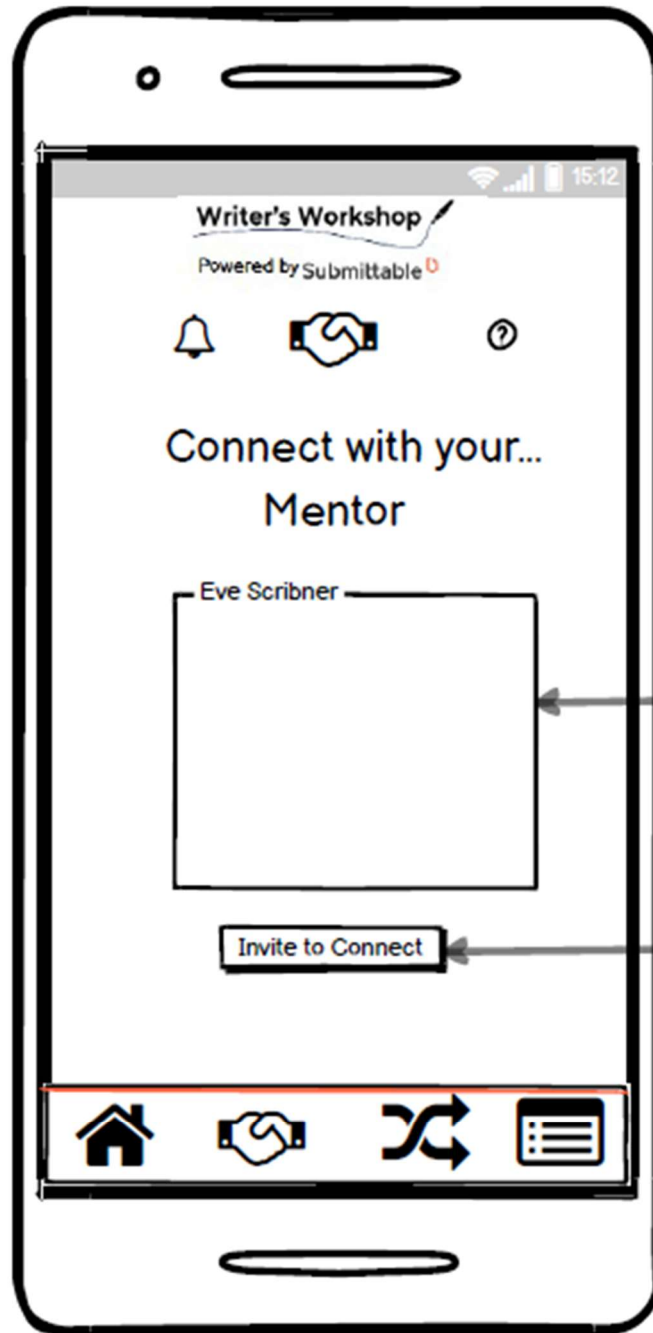 15:12
Writer's Workshop
Powered by Submittable
Connect with your...
Mentor
Eve Scribner
Invite to Connect